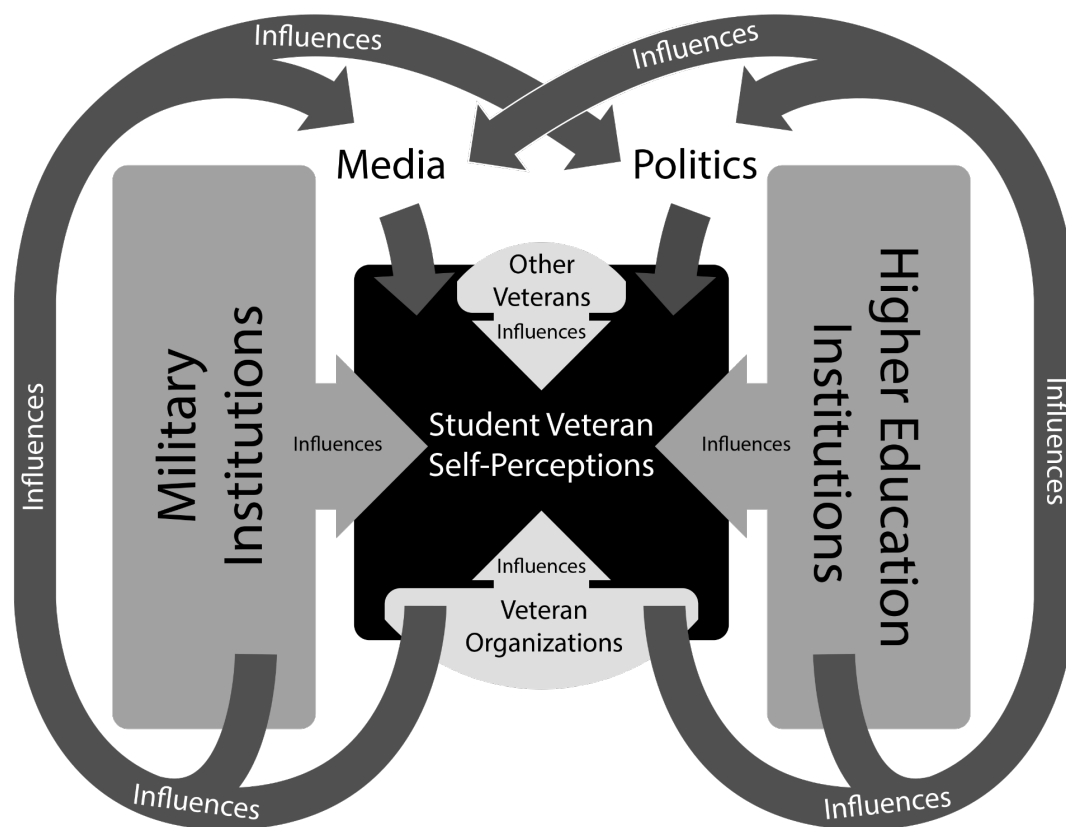 Influences
Influences
Media
Politics
Other
Veterans
Influences
Military
Institutions
Influences
Student Veteran
Self-Perceptions
Influences
Higher Education
Institutions
Influences
Influences
Influences
Veteran
Organizations
Influences
Influences